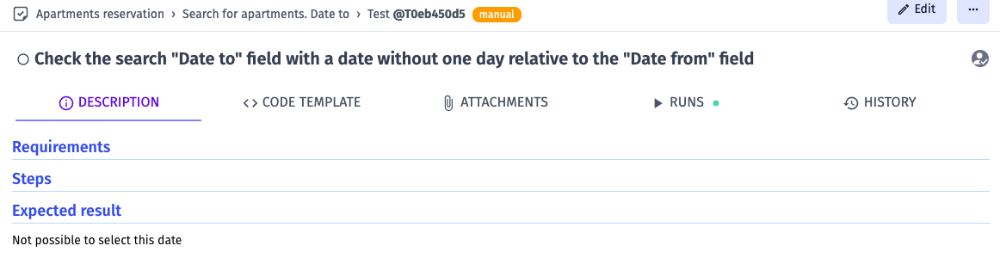 Apartments reservation › Search for apartments. Date to › Test @T0eb450d5 manual Edit ...
Check the search "Date to" field with a date without one day relative to the "Date from" field
DESCRIPTION <> CODE TEMPLATE ATTACHMENTS RUNS HISTORY
Requirements
Steps
Expected result
Not possible to select this date